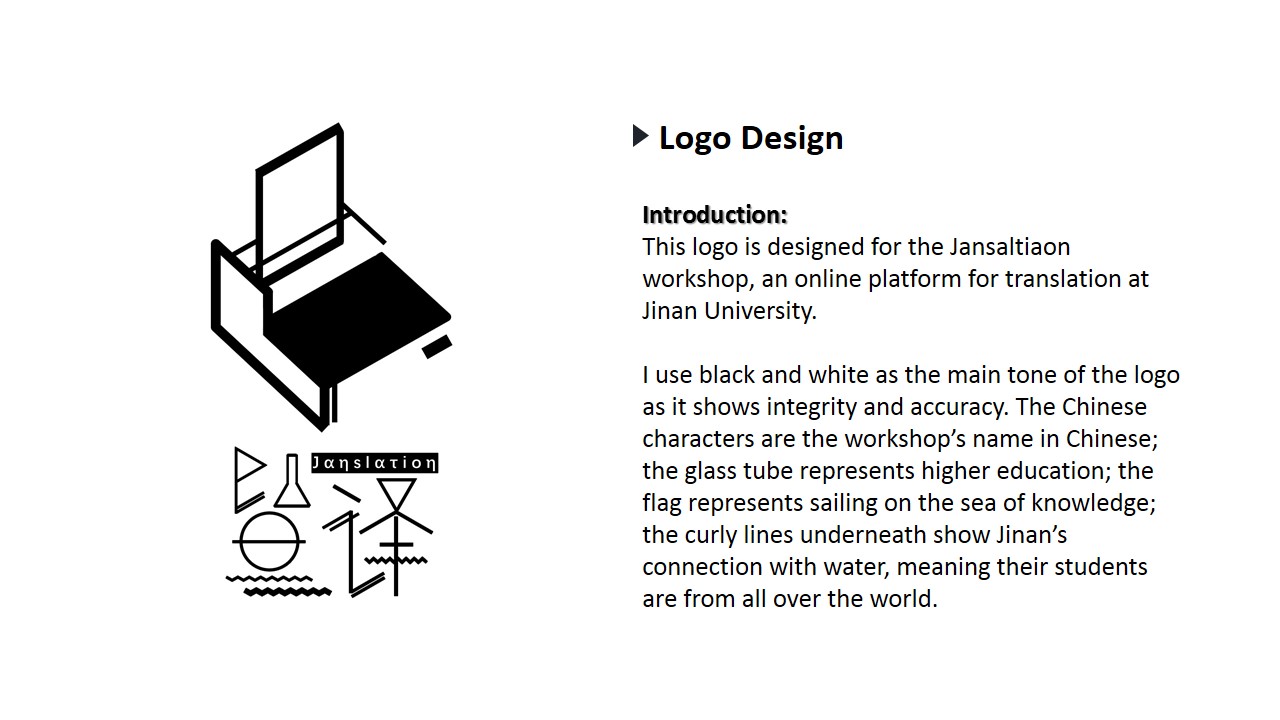 Jαηslατiοη
暨译
Logo Design
Introduction:
This logo is designed for the Jansaltiaon
workshop, an online platform for translation at
Jinan University.
I use black and white as the main tone of the logo
as it shows integrity and accuracy. The Chinese
characters are the workshop’s name in Chinese;
the glass tube represents higher education; the
flag represents sailing on the sea of knowledge;
the curly lines underneath show Jinan’s
connection with water, meaning their students
are from all over the world.